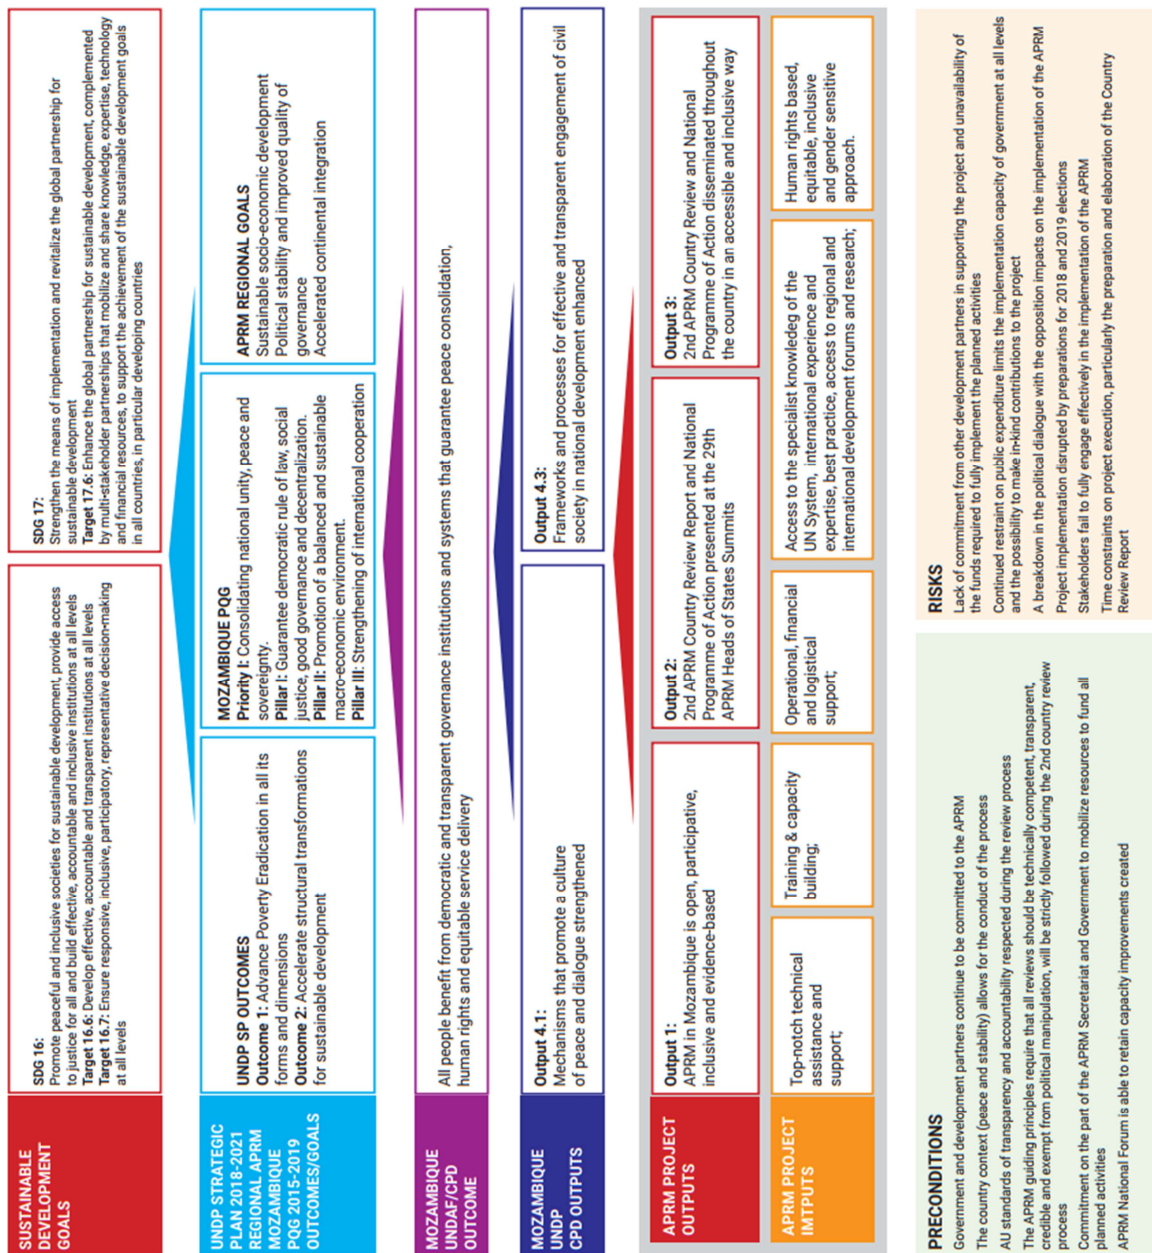 SUSTAINABLE
DEVELOPMENT
GOALS
SDG 16:
Promote peaceful and inclusive societies for sustainable development, provide access
to justice for all and build effective, accountable and inclusive institutions at all levels
Target 16.6: Develop effective, accountable and transparent institutions at all levels
Target 16.7: Ensure responsive, inclusive, participatory, representative decision-making
at all levels
SDG 17:
Strengthen the means of implementation and revitalize the global partnership for
sustainable development
Target 17.6: Enhance the global partnership for sustainable development, complemented
by multi-stakeholder partnerships that mobilize and share knowledge, expertise, technology
and financial resources, to support the achievement of the sustainable development goals
in all countries, in particular developing countries
UNDP STRATEGIC
PLAN 2018-2021
REGIONAL APRM
MOZAMBIQUE
PQG 2015-2019
OUTCOMES/GOALS
UNDP SP OUTCOMES
Outcome 1: Advance Poverty Eradication in all its
forms and dimensions
Outcome 2: Accelerate structural transformations
for sustainable development
MOZAMBIQUE PQG
Priority I: Consolidating national unity, peace and
sovereignty.
Pillar I: Guarantee democratic rule of law, social
justice, good governance and decentralization.
Pillar II: Promotion of a balanced and sustainable
macro-economic environment.
Pillar III: Strengthening of international cooperation
APRM REGIONAL GOALS
Sustainable socio-economic development
Political stability and improved quality of
governance
Accelerated continental integration
MOZAMBIQUE
UNDAF/CPD
OUTCOME
All people benefit from democratic and transparent governance institutions and systems that guarantee peace consolidation,
human rights and equitable service delivery
MOZAMBIQUE
UNDP
CPD OUTPUTS
Output 4.1:
Mechanisms that promote a culture
of peace and dialogue strengthened
Output 4.3:
Frameworks and processes for effective and transparent engagement of civil
society in national development enhanced
APRM PROJECT
OUTPUTS
Output 1:
APRM in Mozambique is open, participative,
inclusive and evidence-based
Output 2:
2nd APRM Country Review Report and National
Programme of Action presented at the 29th
APRM Heads of States Summits
Output 3:
2nd APRM Country Review and National
Programme of Action disseminated throughout
the country in an accessible and inclusive way
APRM PROJECT
IMTPUTS
Top-notch technical
assistance and
support;
Training & capacity
building;
Operational, financial
and logistical
support;
Access to the specialist knowledeg of the
UN System, international experience and
expertise, best practice, access to regional and
international development forums and research;
Human rights based,
equitable, inclusive
and gender sensitive
approach.
PRECONDITIONS
Government and development partners continue to be committed to the APRM
The country context (peace and stability) allows for the conduct of the process
AU standards of transparency and accountability respected during the review process
The APRM guiding principles require that all reviews should be technically competent, transparent,
credible and exempt from political manipulation, will be strictly followed during the 2nd country review
process
Commitment on the part of the APRM Secretariat and Government to mobilize resources to fund all
planned activities
APRM National Forum is able to retain capacity improvements created
RISKS
Lack of commitment from other development partners in supporting the project and unavailability of
the funds required to fully implement the planned activities
Continued restraint on public expenditure limits the implementation capacity of government at all levels
and the possibility to make in-kind contributions to the project
A breakdown in the political dialogue with the opposition impacts on the implementation of the APRM
Project implementation disrupted by preparations for 2018 and 2019 elections
Stakeholders fail to fully engage effectively in the implementation of the APRM
Time constraints on project execution, particularly the preparation and elaboration of the Country
Review Report